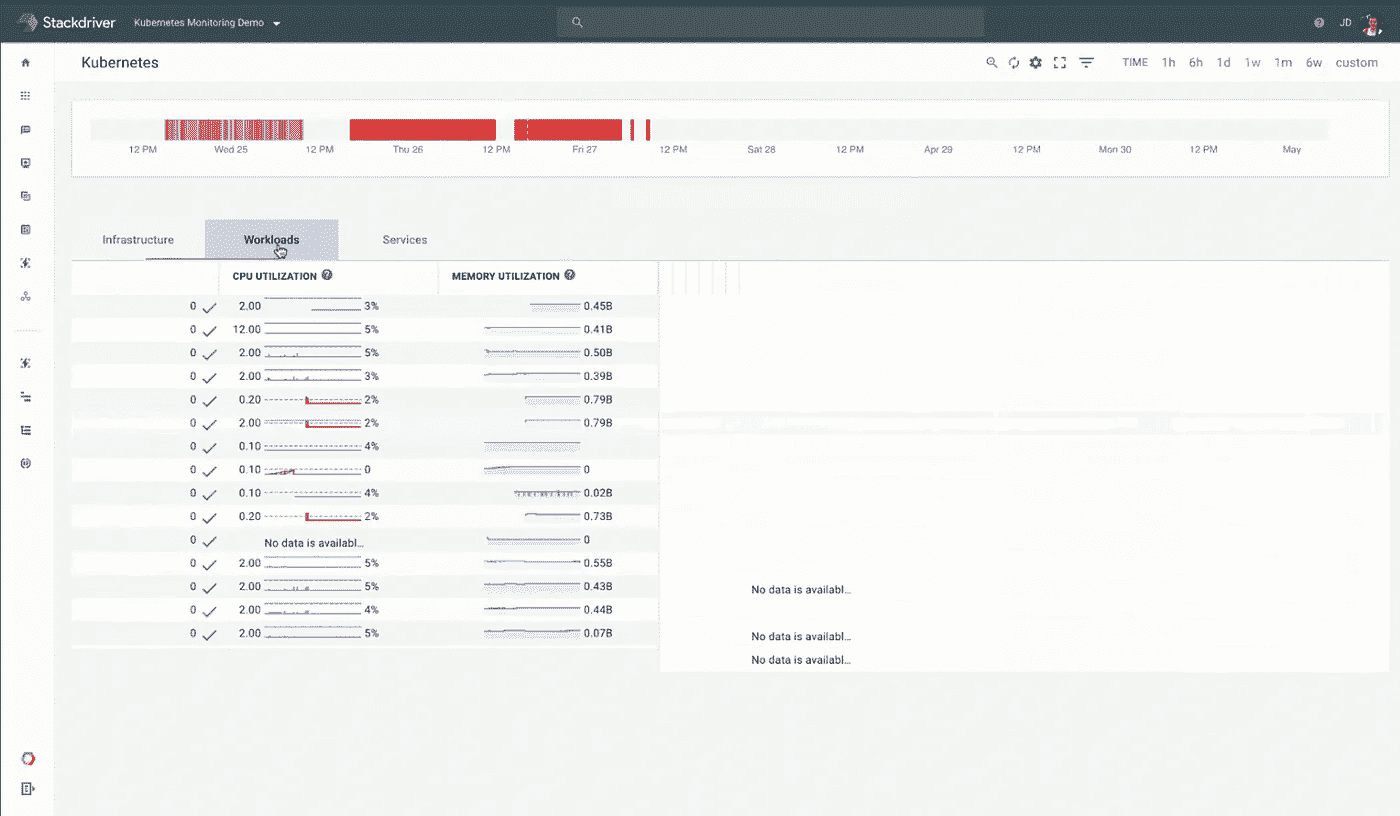 Stackdriver Kubernetes Monitoring Demo JD
Kubernetes TIME 1h 6h 1d 1w 1m 6w custom
12 PM Wed 25 12 PM Thu 26 12 PM Fri 27 12 PM Sat 28 12 PM Apr 29 12 PM Mon 30 12 PM May
Infrastructure Workloads Services
CPU UTILIZATION MEMORY UTILIZATION
0 2.00 3% 0.45B
0 12.00 5% 0.41B
0 2.00 5% 0.50B
0 2.00 3% 0.39B
0 0.20 2% 0.79B
0 2.00 2% 0.79B
0 0.10 4%
0 0.10 0 0
0 0.10 4% 0.02B
0 0.20 2% 0.73B
0 No data is availabl... 0
0 2.00 5% 0.55B
0 2.00 5% 0.43B No data is availabl...
0 2.00 4% 0.44B
0 2.00 5% 0.07B No data is availabl...
No data is availabl...